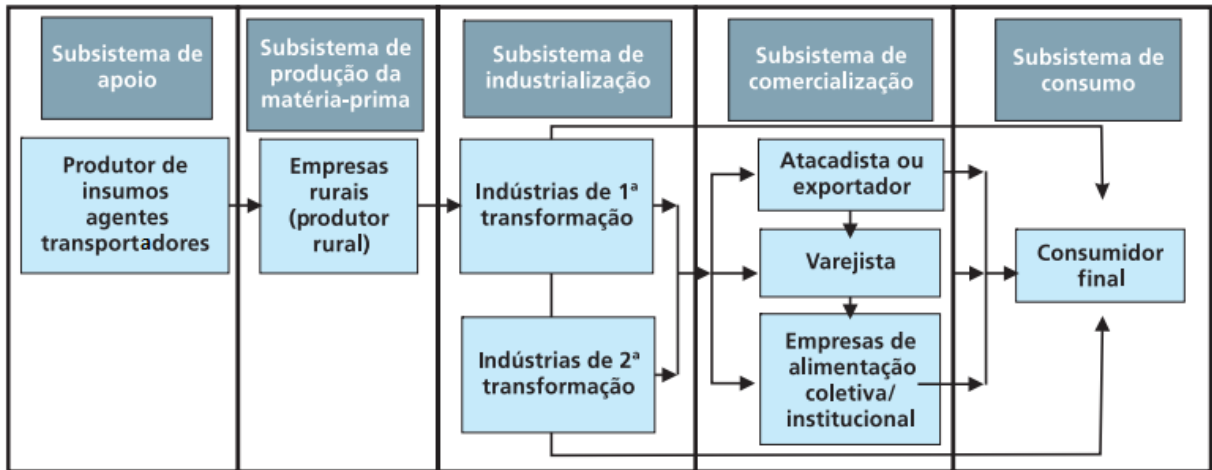 Subsistema de
apoio
Subsistema de
produção da
matéria-prima
Subsistema de
industrialização
Subsistema de
comercialização
Subsistema de
consumo
Produtor de
insumos
agentes
transportadores
Empresas
rurais
(produtor
rural)
Indústrias de 1ª
transformação
Indústrias de 2ª
transformação
Atacadista ou
exportador
Varejista
Empresas de
alimentação
coletiva/
institucional
Consumidor
final